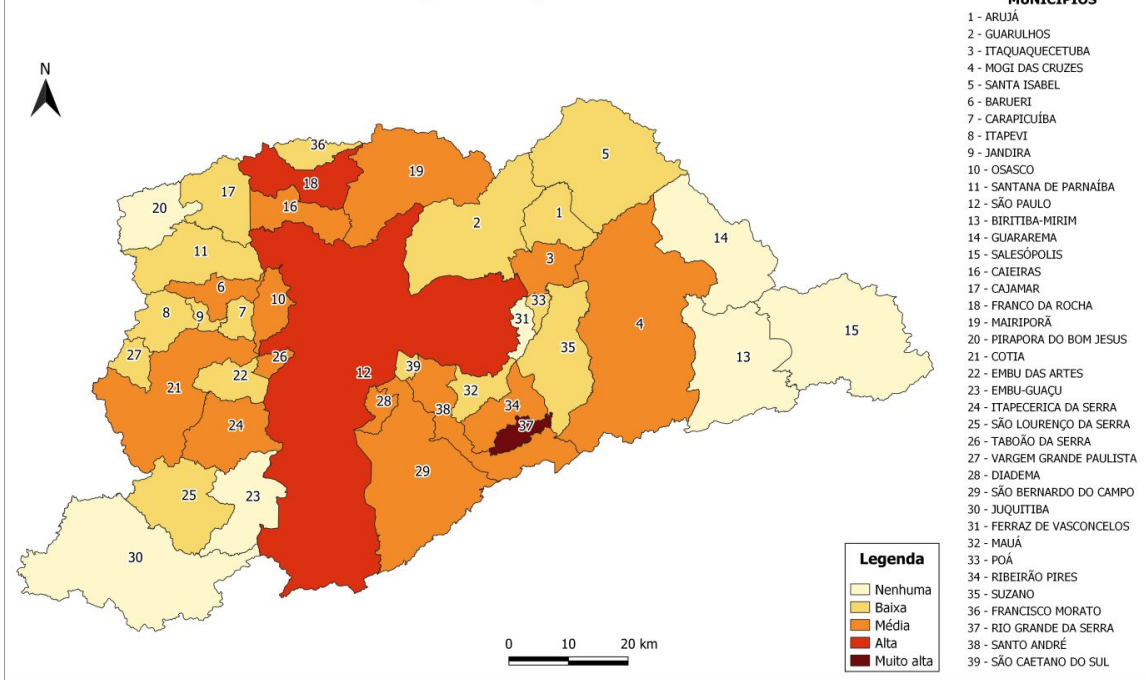 MUNICÍPIOS
1 - ARUJÁ
2 - GUARULHOS
3 - ITAQUAQUECETUBA
4 - MOGI DAS CRUZES
5 - SANTA ISABEL
6 - BARUERI
7 - CARAPICUÍBA
8 - ITAPEVI
9 - JANDIRA
10 - OSASCO
11 - SANTANA DE PARNAÍBA
12 - SÃO PAULO
13 - BIRITIBA-MIRIM
14 - GUARAREMA
15 - SALESÓPOLIS
16 - CAIEIRAS
17 - CAJAMAR
18 - FRANCO DA ROCHA
19 - MAIRIPORÃ
20 - PIRAPORA DO BOM JESUS
21 - COTIA
22 - EMBU DAS ARTES
23 - EMBU-GUAÇU
24 - ITAPECERICA DA SERRA
25 - SÃO LOURENÇO DA SERRA
26 - TABOÃO DA SERRA
27 - VARGEM GRANDE PAULISTA
28 - DIADEMA
29 - SÃO BERNARDO DO CAMPO
30 - JUQUITIBA
31 - FERRAZ DE VASCONCELOS
32 - MAUÁ
33 - POÁ
34 - RIBEIRÃO PIRES
35 - SUZANO
36 - FRANCISCO MORATO
37 - RIO GRANDE DA SERRA
38 - SANTO ANDRÉ
39 - SÃO CAETANO DO SUL
N
36
5
19
18
17
20
16
1
2
14
11
3
6
10
33
8
9
7
31
4
15
35
27
26
13
39
12
22
21
32
28
34
38
24
37
29
25
23
30
Legenda
Nenhuma
Baixa
Média
Alta
Muito alta
0 10 20 km